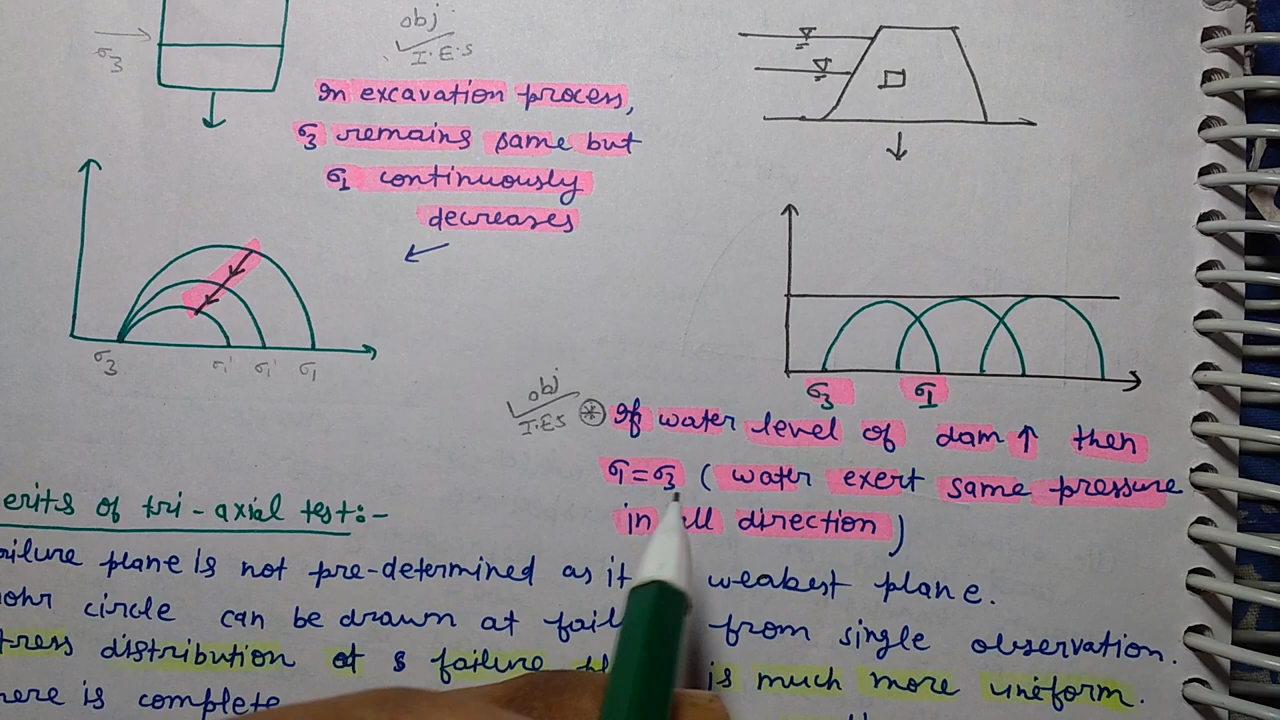 σ3
obj
I.E.S
In excavation process,
σ3 remains same but
σ1 continuously
decreases
σ3 σ1' σ1' σ1
σ3 σ1
obj
I.E.S
* If water level of dam ↑ then
σ1=σ3 ( water exert same pressure
in all direction)
erits of tri-axial test:-
ailure plane is not pre-determined as it weakest plane.
ohr circle can be drawn at fail from single observation.
tress distribution at s failure is much more uniform.
here is complete